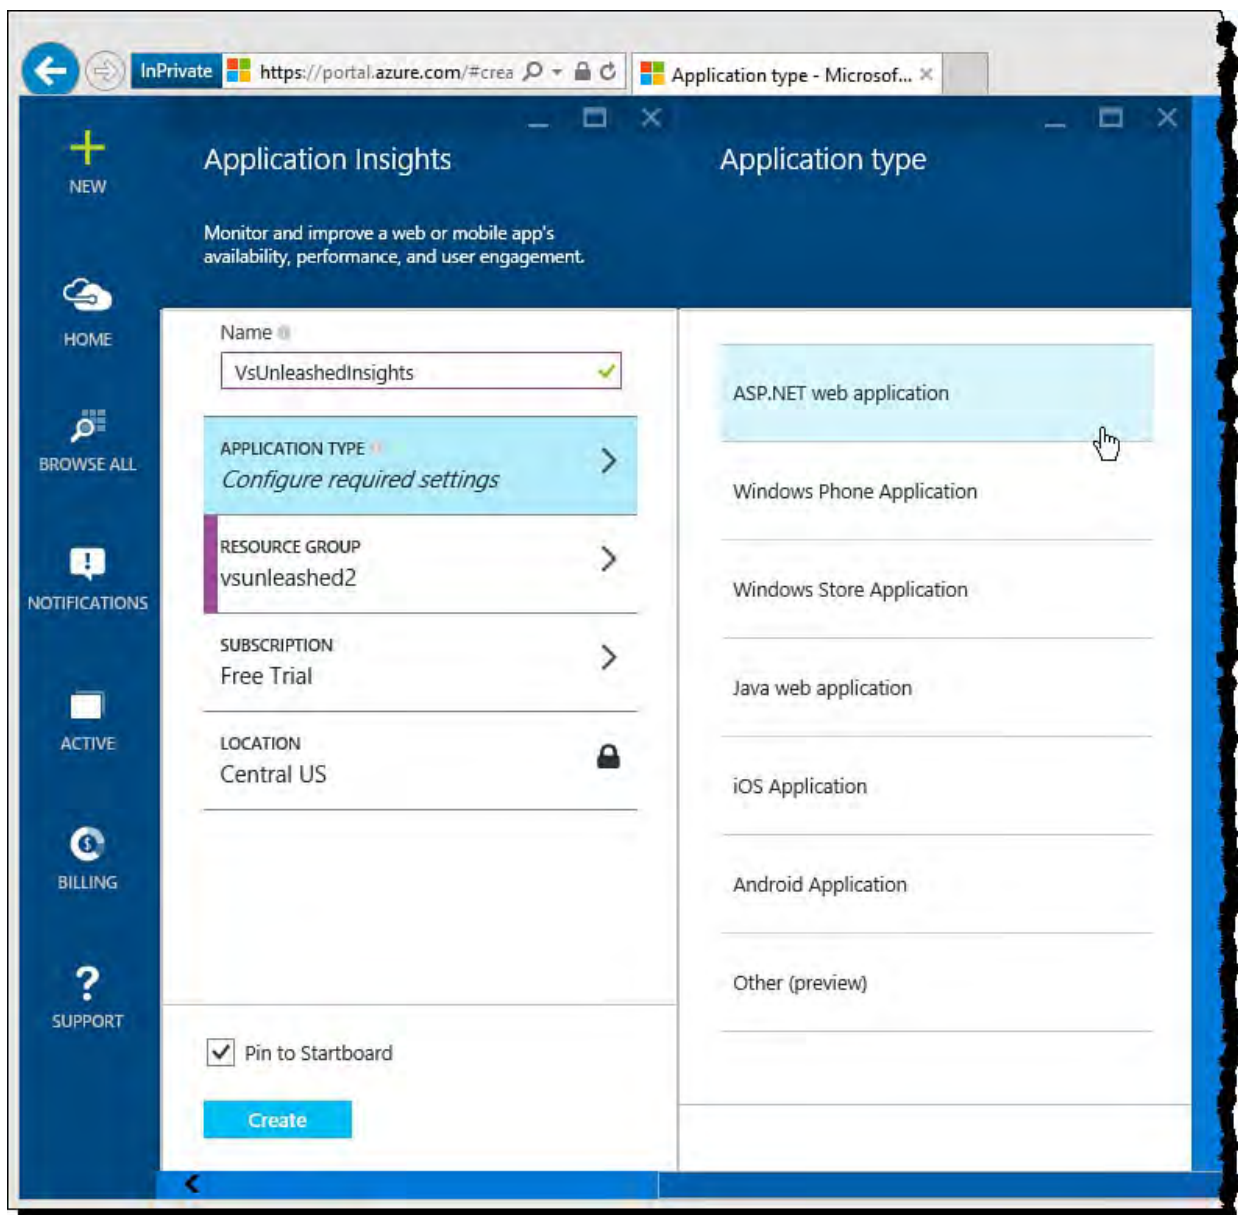 InPrivate https://portal.azure.com/#crea Application type - Microsof...
NEW
HOME
BROWSE ALL
NOTIFICATIONS
ACTIVE
BILLING
SUPPORT
Application Insights
Monitor and improve a web or mobile app's
availability, performance, and user engagement.
Name
VsUnleashedInsights
APPLICATION TYPE
Configure required settings
RESOURCE GROUP
vsunleashed2
SUBSCRIPTION
Free Trial
LOCATION
Central US
Pin to Startboard
Create
Application type
ASP.NET web application
Windows Phone Application
Windows Store Application
Java web application
iOS Application
Android Application
Other (preview)